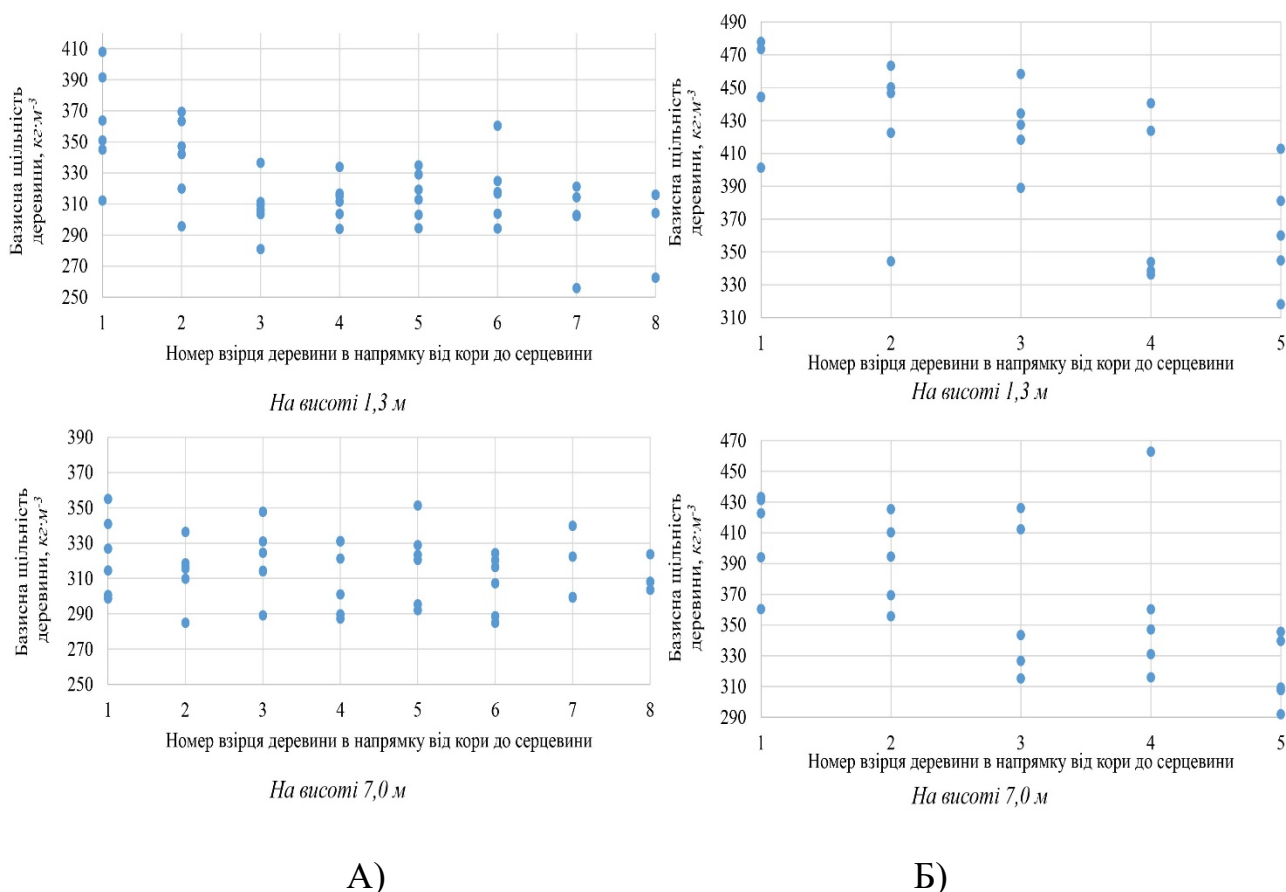 Базисна щільність
деревини, кг·м⁻³
410
390
370
350
330
310
290
270
250
1 2 3 4 5 6 7 8
Номер взірця деревини в напрямку від кори до серцевини
На висоті 1,3 м
Базисна щільність
деревини, кг·м⁻³
490
470
450
430
410
390
370
350
330
310
1 2 3 4 5
Номер взірця деревини в напрямку від кори до серцевини
На висоті 1,3 м
Базисна щільність
деревини, кг·м⁻³
390
370
350
330
310
290
270
250
1 2 3 4 5 6 7 8
Номер взірця деревини в напрямку від кори до серцевини
На висоті 7,0 м
Базисна щільність
деревини, кг·м⁻³
470
450
430
410
390
370
350
330
310
290
1 2 3 4 5
Номер взірця деревини в напрямку від кори до серцевини
На висоті 7,0 м
А) Б)